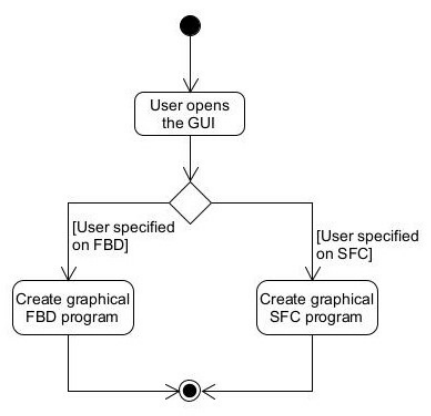 User opens
the GUI
[User specified
on FBD]
[User specified
on SFC]
Create graphical
FBD program
Create graphical
SFC program